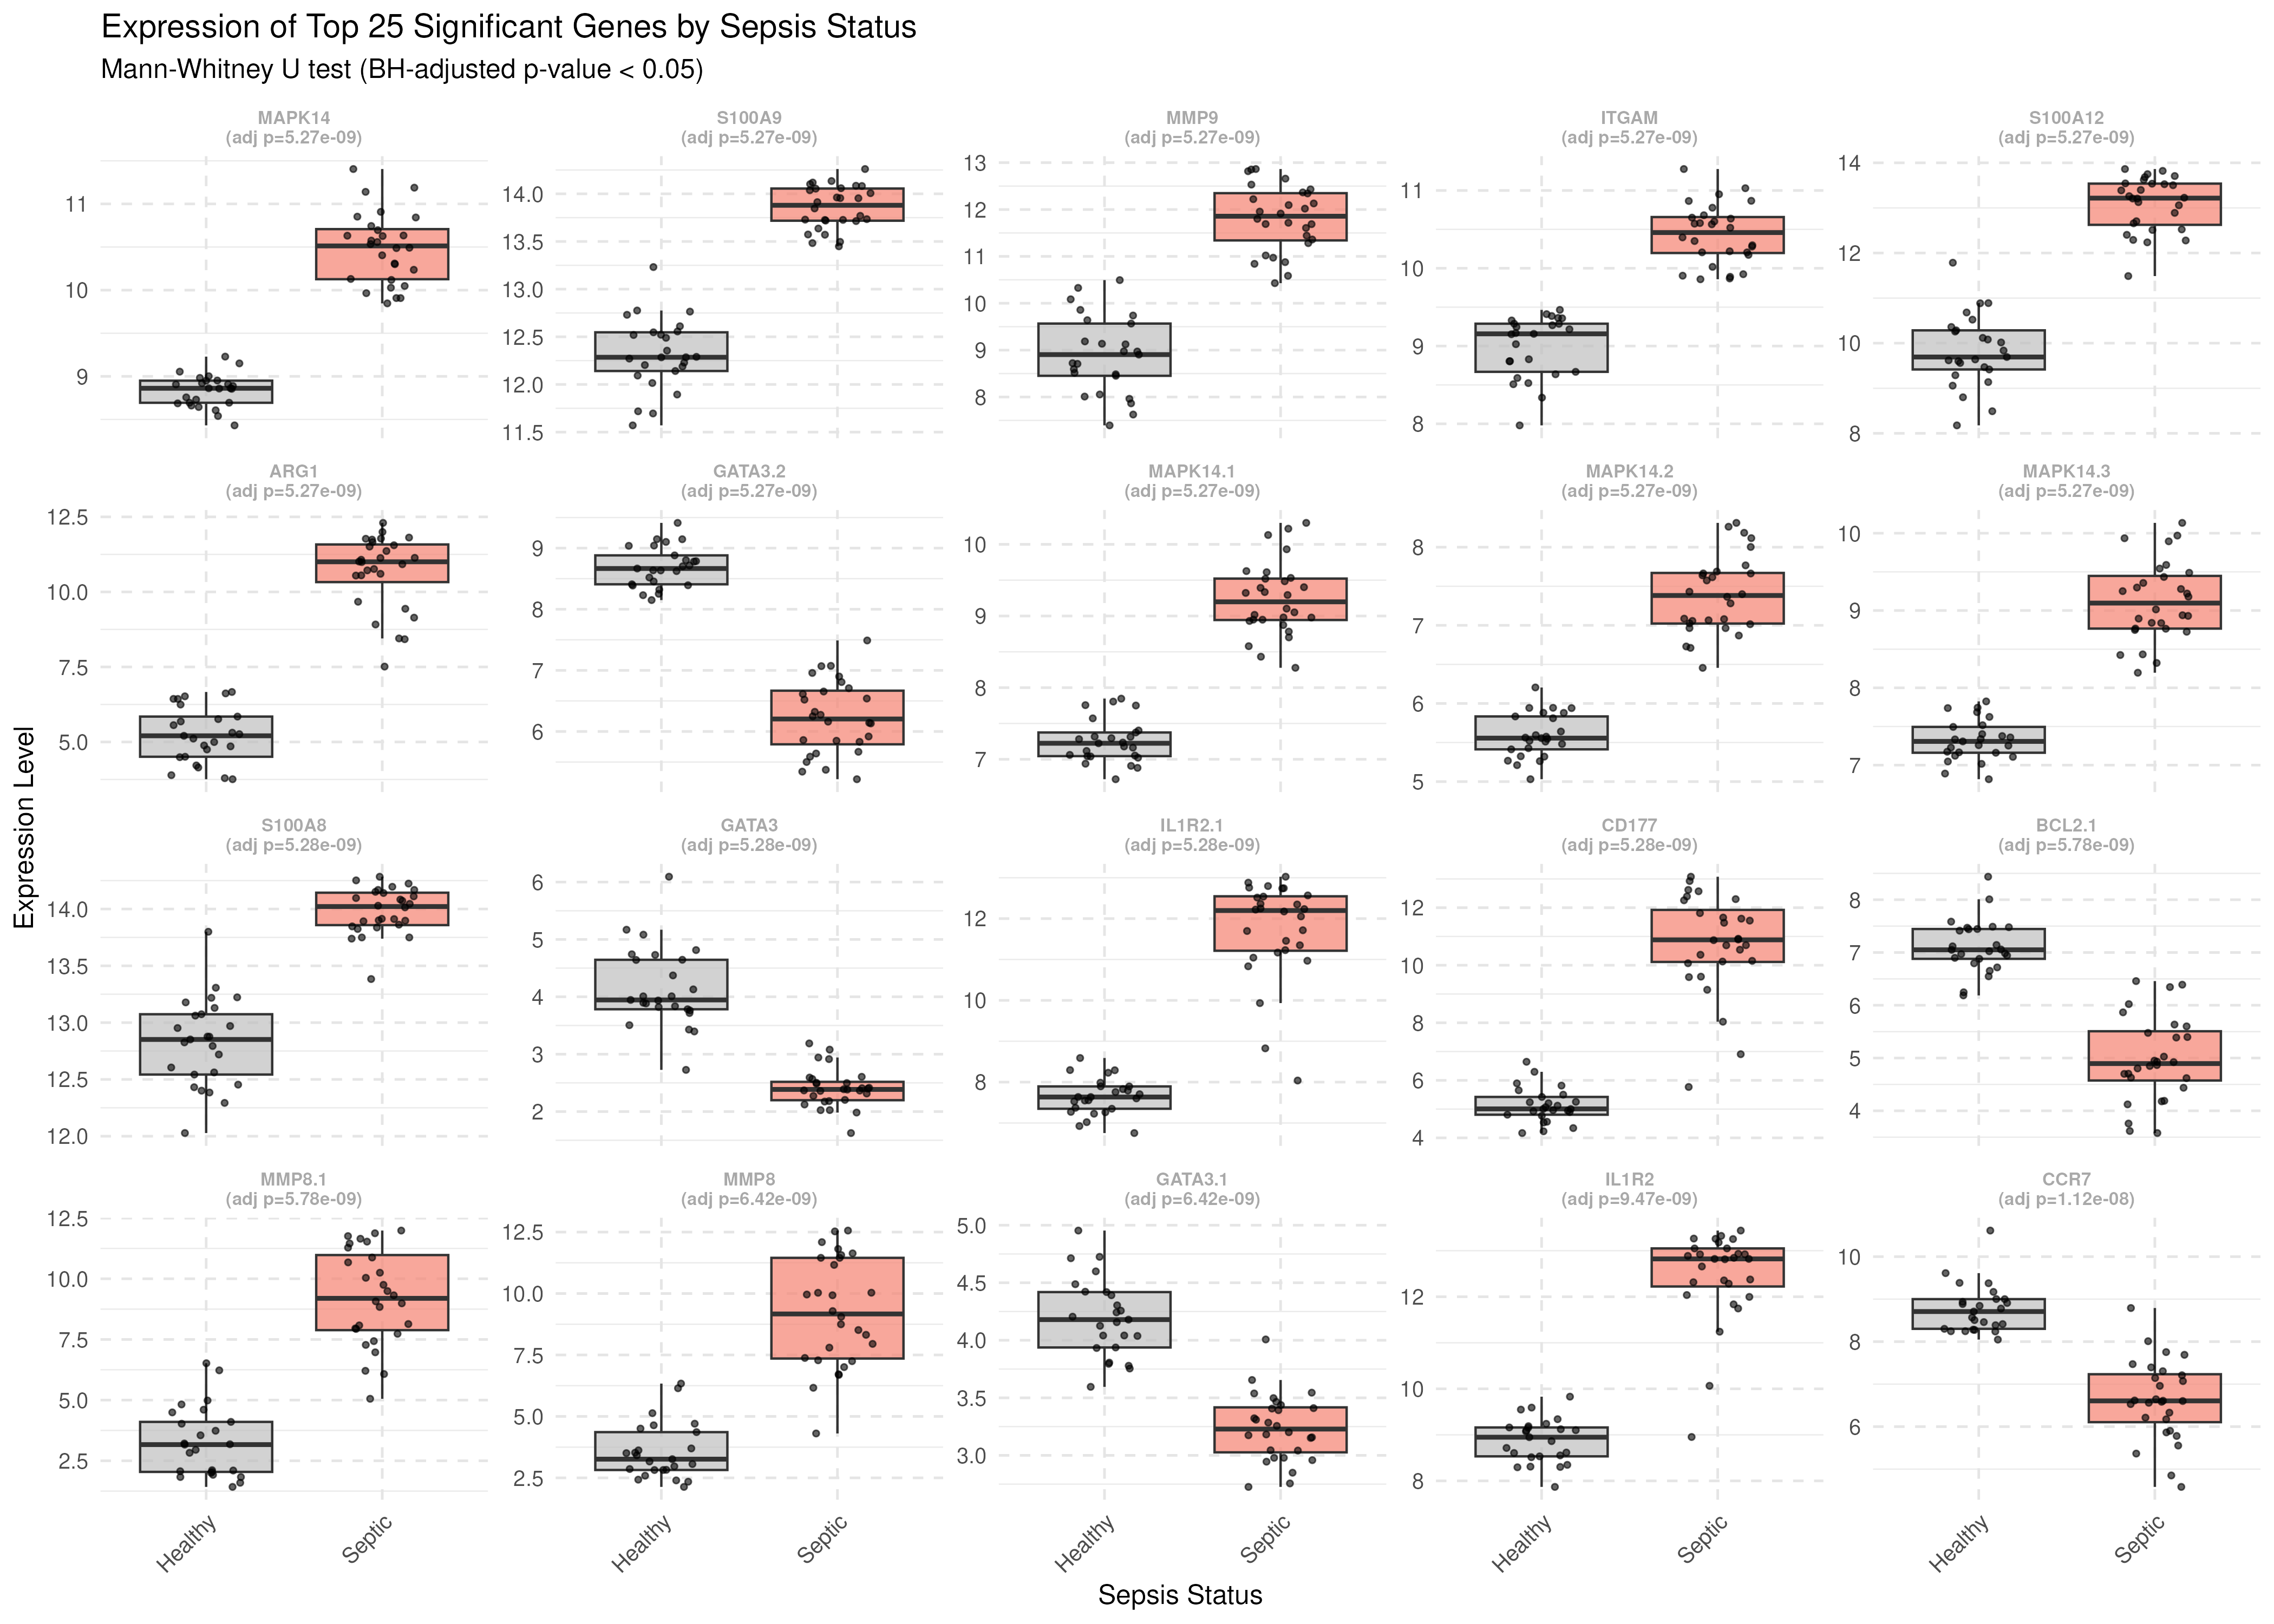 Expression of Top 25 Significant Genes by Sepsis Status
Mann-Whitney U test (BH-adjusted p-value < 0.05)
MAPK14
(adj p=5.27e-09)
S100A9
(adj p=5.27e-09)
MMP9
(adj p=5.27e-09)
ITGAM
(adj p=5.27e-09)
S100A12
(adj p=5.27e-09)
11
10
9
14.0
13.5
13.0
12.5
12.0
11.5
13
12
11
10
9
8
11
10
9
8
14
12
10
8
ARG1
(adj p=5.27e-09)
GATA3.2
(adj p=5.27e-09)
MAPK14.1
(adj p=5.27e-09)
MAPK14.2
(adj p=5.27e-09)
MAPK14.3
(adj p=5.27e-09)
12.5
10.0
7.5
5.0
9
8
7
6
10
9
8
7
8
7
6
5
10
9
8
7
Expression Level
S100A8
(adj p=5.28e-09)
GATA3
(adj p=5.28e-09)
IL1R2.1
(adj p=5.28e-09)
CD177
(adj p=5.28e-09)
BCL2.1
(adj p=5.78e-09)
14.0
13.5
13.0
12.5
12.0
6
5
4
3
2
12
10
8
12
10
8
6
4
8
7
6
5
4
MMP8.1
(adj p=5.78e-09)
MMP8
(adj p=6.42e-09)
GATA3.1
(adj p=6.42e-09)
IL1R2
(adj p=9.47e-09)
CCR7
(adj p=1.12e-08)
12.5
10.0
7.5
5.0
2.5
12.5
10.0
7.5
5.0
2.5
5.0
4.5
4.0
3.5
3.0
12
10
8
10
8
6
Healthy
Septic
Healthy
Septic
Healthy
Septic
Healthy
Septic
Healthy
Septic
Sepsis Status